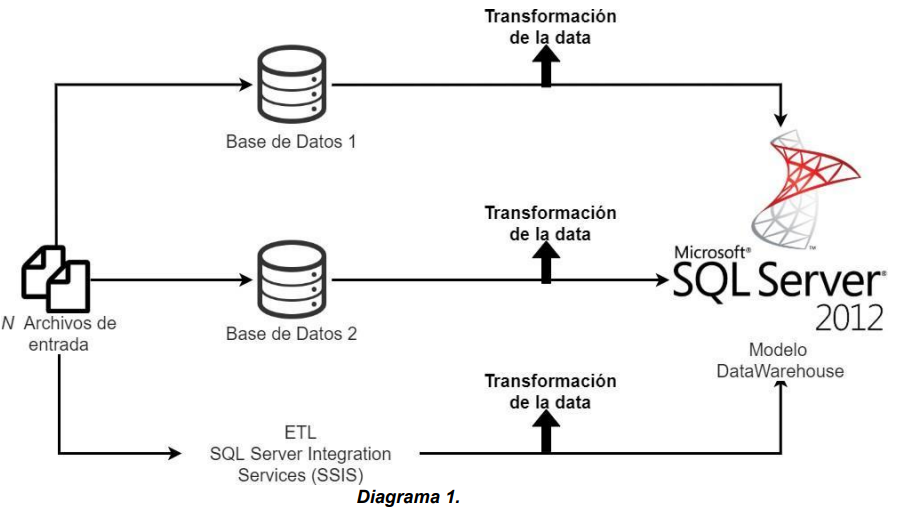 Transformación
de la data
Base de Datos 1
Transformación
de la data
Microsoft®
SQL Server®
2012
™
N Archivos de
entrada
Base de Datos 2
Modelo
DataWarehouse
Transformación
de la data
ETL
SQL Server Integration
Services (SSIS)
Diagrama 1.